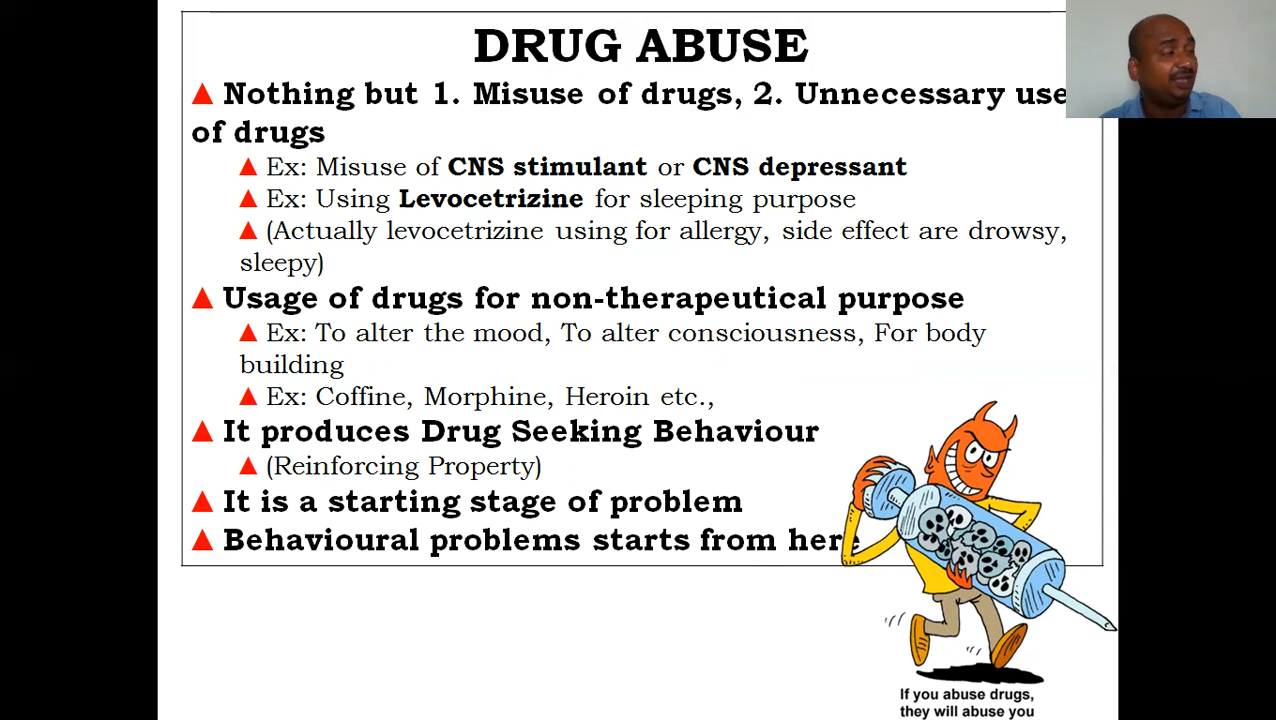 DRUG ABUSE
▲ Nothing but 1. Misuse of drugs, 2. Unnecessary use
of drugs
▲ Ex: Misuse of CNS stimulant or CNS depressant
▲ Ex: Using Levocetrizine for sleeping purpose
▲ (Actually levocetrizine using for allergy, side effect are drowsy,
sleepy)
▲ Usage of drugs for non-therapeutical purpose
▲ Ex: To alter the mood, To alter consciousness, For body
building
▲ Ex: Coffine, Morphine, Heroin etc.,
▲ It produces Drug Seeking Behaviour
▲ (Reinforcing Property)
▲ It is a starting stage of problem
▲ Behavioural problems starts from here
If you abuse drugs,
they will abuse you